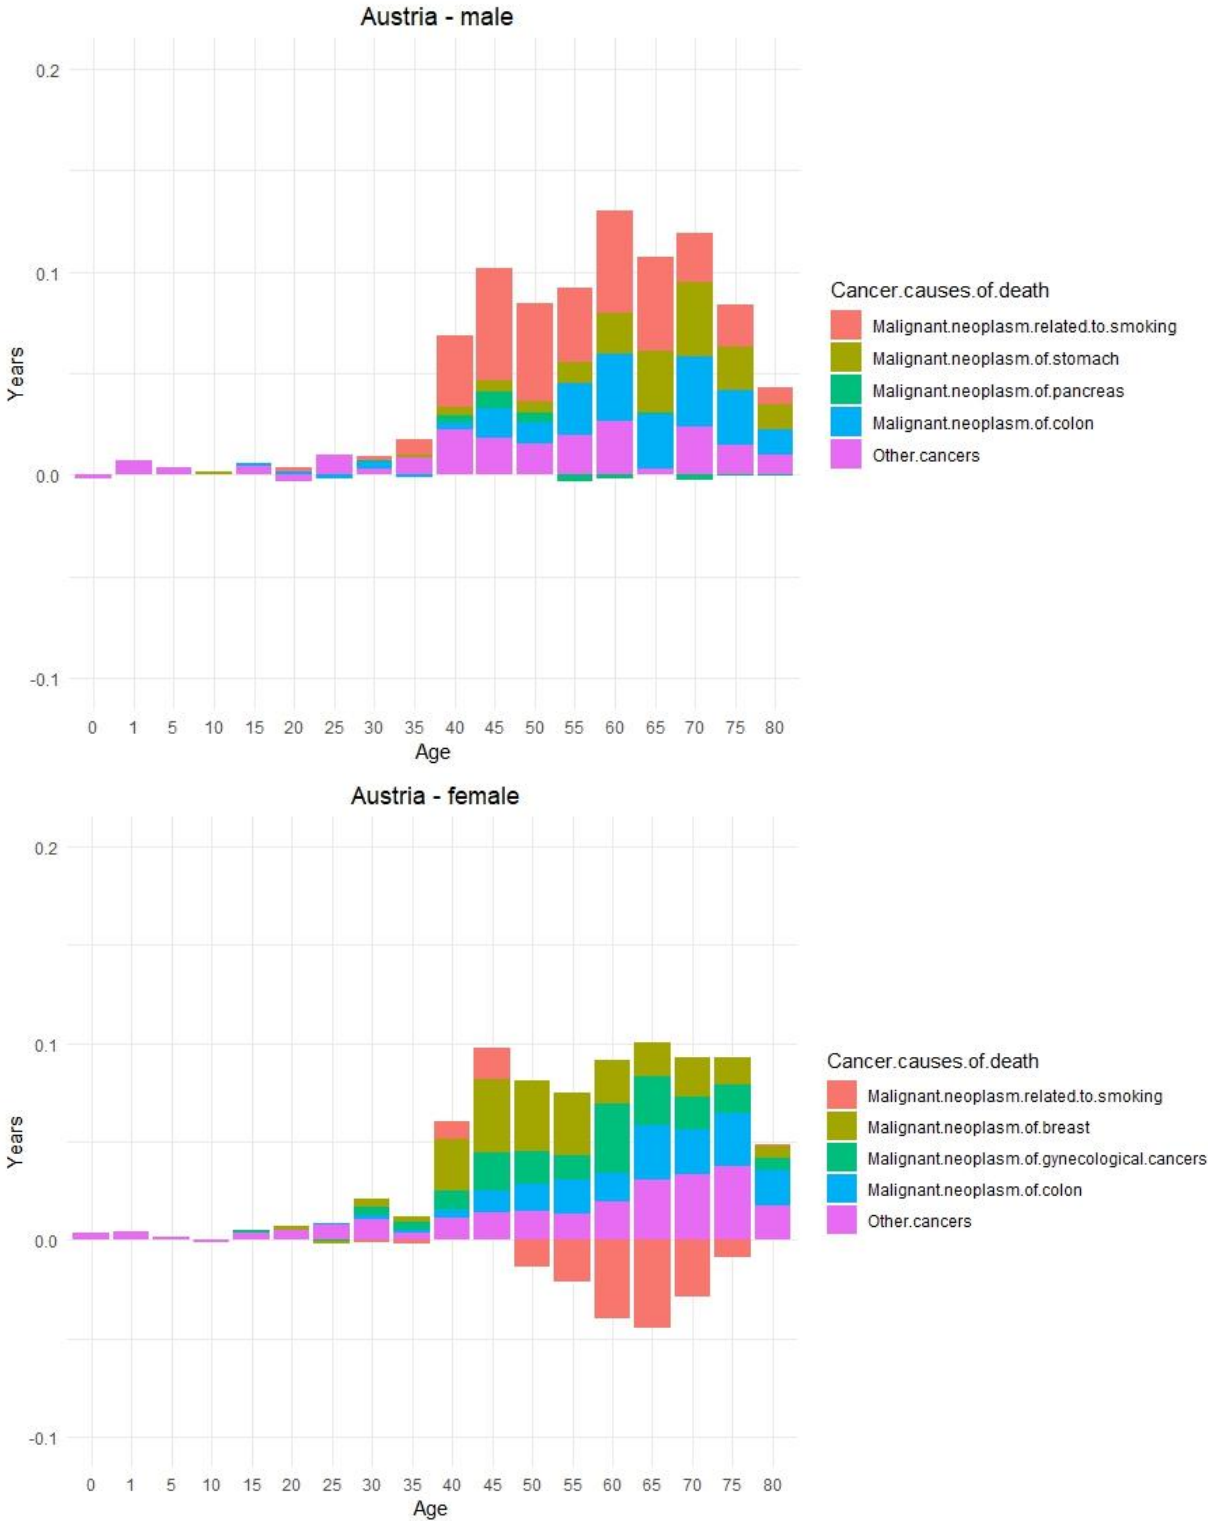 Austria - male
0.2
0.1
0.0
-0.1
Years
0 1 5 10 15 20 25 30 35 40 45 50 55 60 65 70 75 80
Age
Cancer.causes.of.death
Malignant.neoplasm.related.to.smoking
Malignant.neoplasm.of.stomach
Malignant.neoplasm.of.pancreas
Malignant.neoplasm.of.colon
Other.cancers
Austria - female
0.2
0.1
0.0
-0.1
Years
0 1 5 10 15 20 25 30 35 40 45 50 55 60 65 70 75 80
Age
Cancer.causes.of.death
Malignant.neoplasm.related.to.smoking
Malignant.neoplasm.of.breast
Malignant.neoplasm.of.gynecological.cancers
Malignant.neoplasm.of.colon
Other.cancers